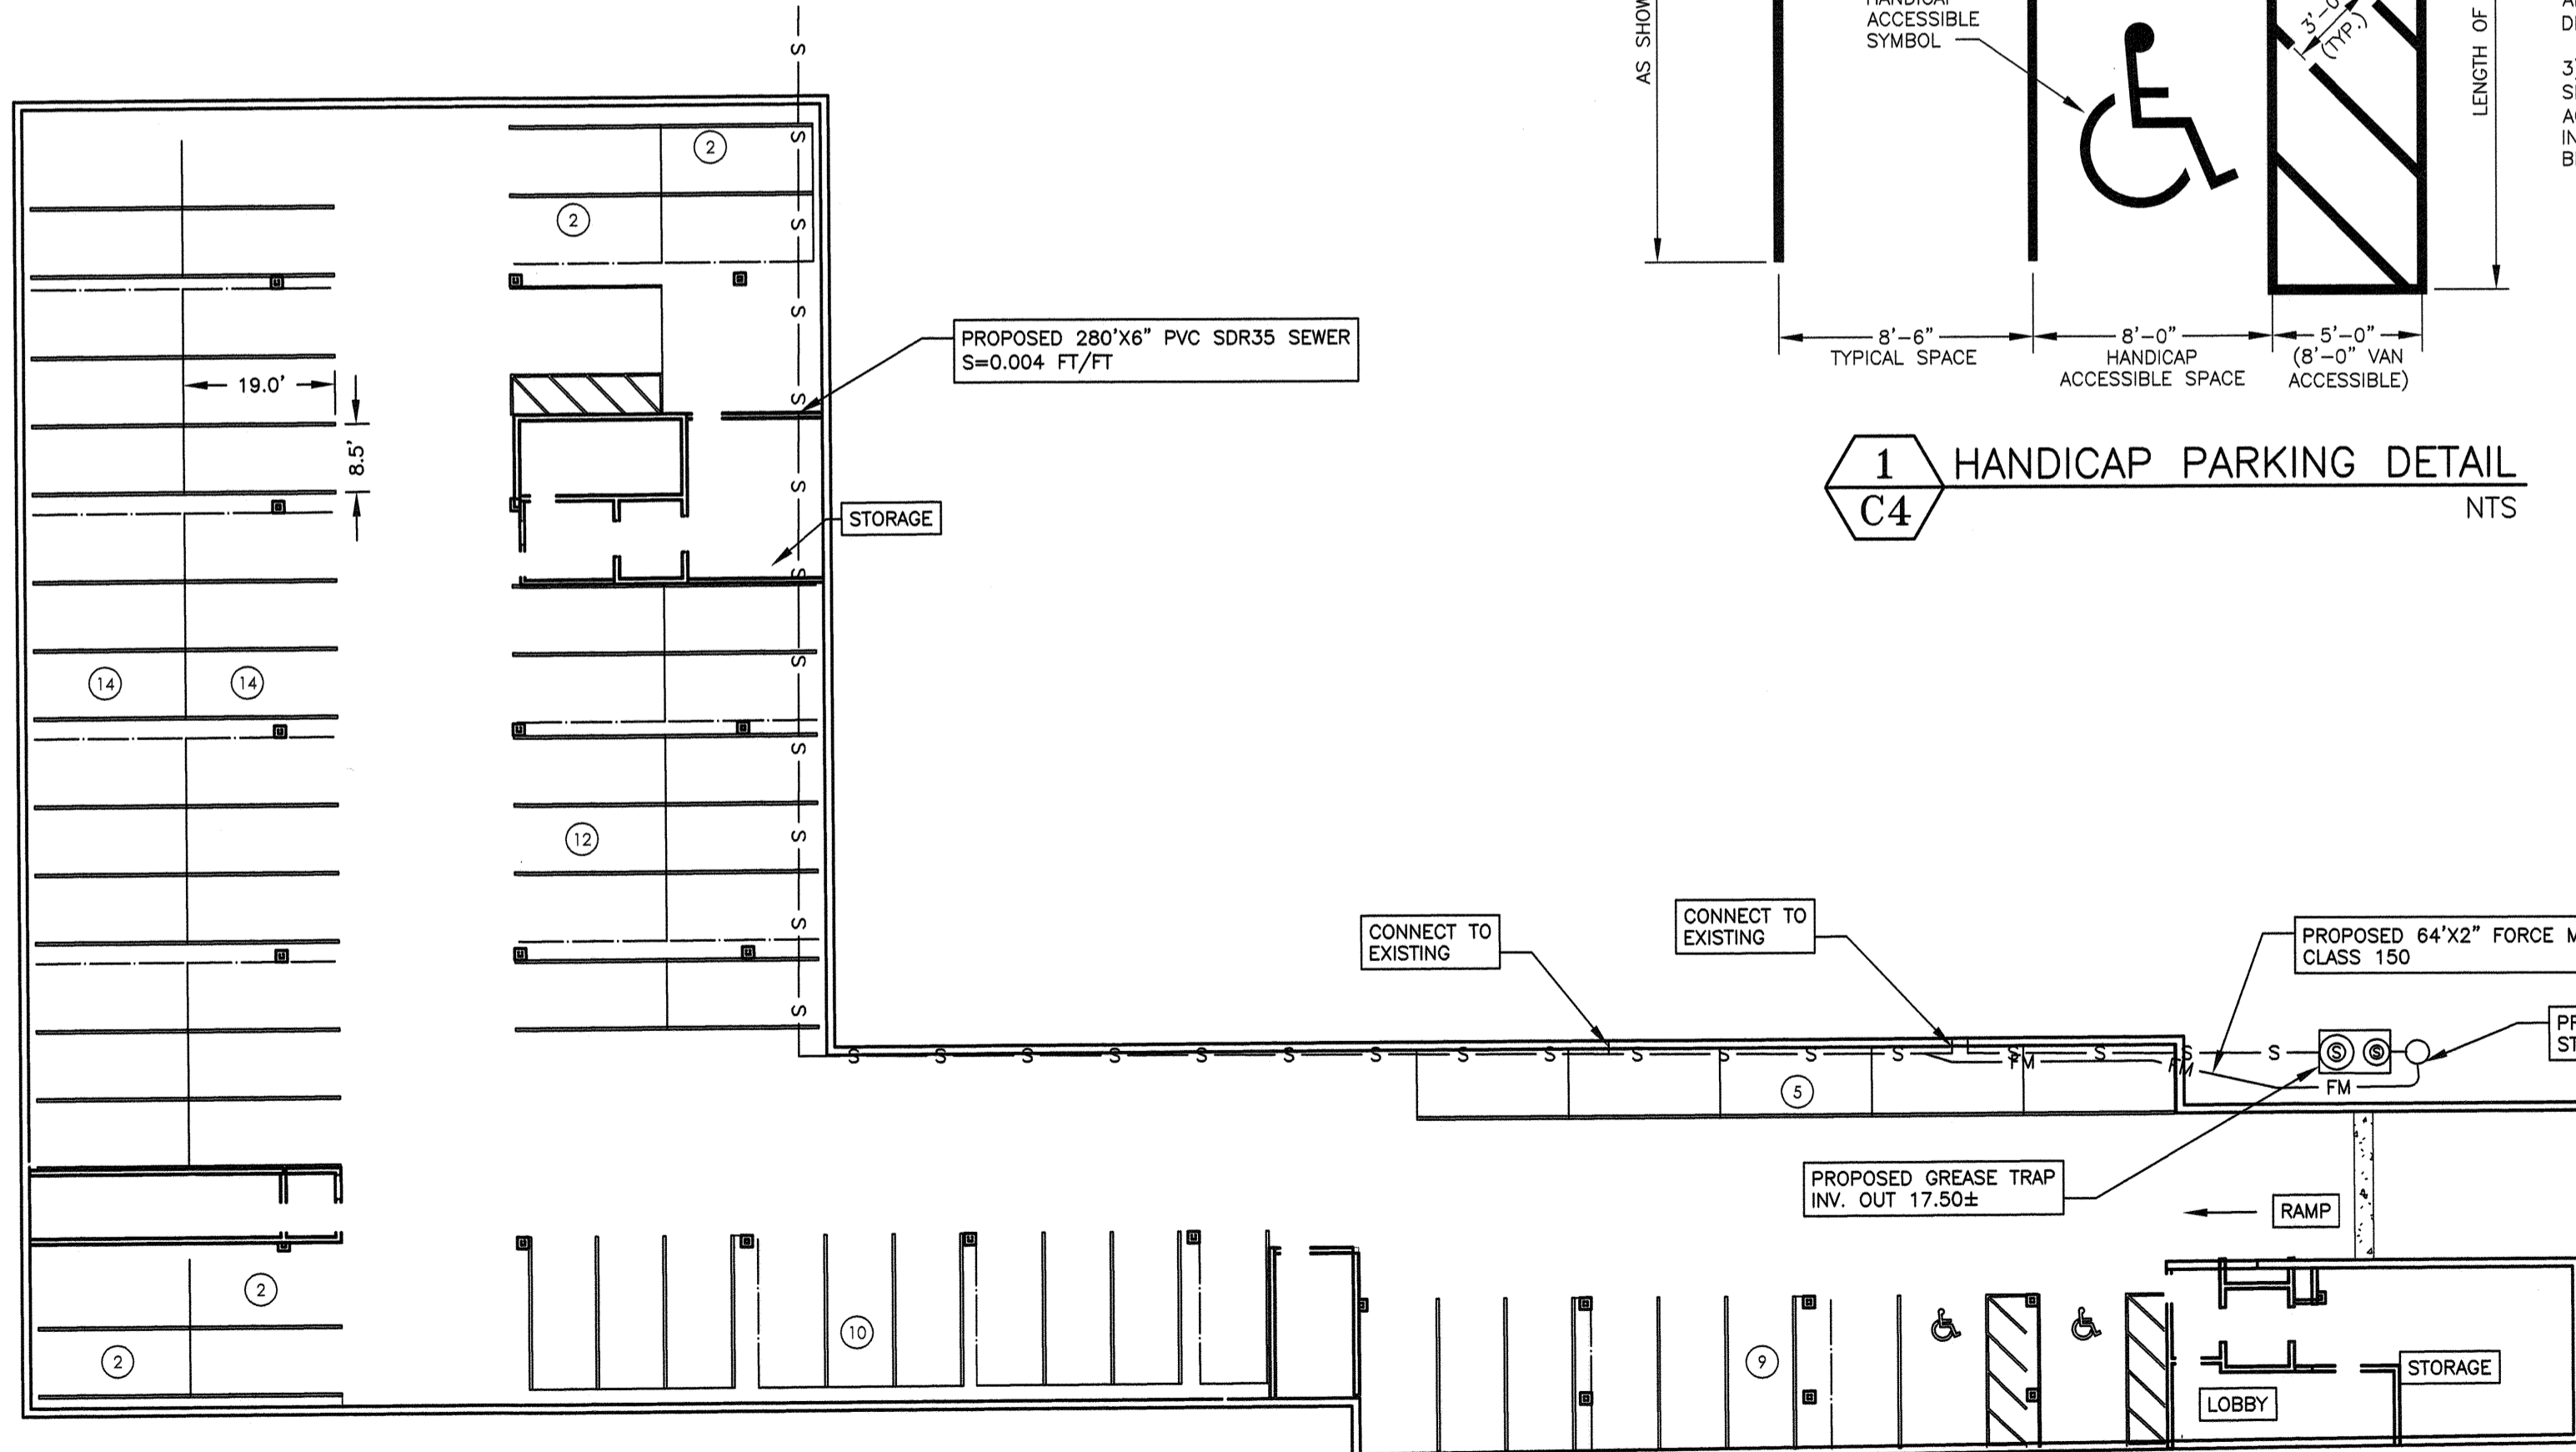 AS SHOW
ACCESSIBLE
SYMBOL
3'-0"
(TYP.)
LENGTH OF
8'-6"
TYPICAL SPACE
8'-0"
HANDICAP
ACCESSIBLE SPACE
5'-0"
(8'-0" VAN
ACCESSIBLE)
1
C4
HANDICAP PARKING DETAIL
NTS
2
2
S
S
S
S
PROPOSED 280'X6" PVC SDR35 SEWER
S=0.004 FT/FT
S
19.0'
8.5'
S
STORAGE
S
S
14
14
S
12
S
S
S
CONNECT TO
EXISTING
CONNECT TO
EXISTING
PROPOSED 64'X2" FORCE M
CLASS 150
S S S S S S S S S S S S S S S S S
S S
FM
FM
FM
5
PROPOSED GREASE TRAP
INV. OUT 17.50±
RAMP
2
2
10
9
STORAGE
LOBBY